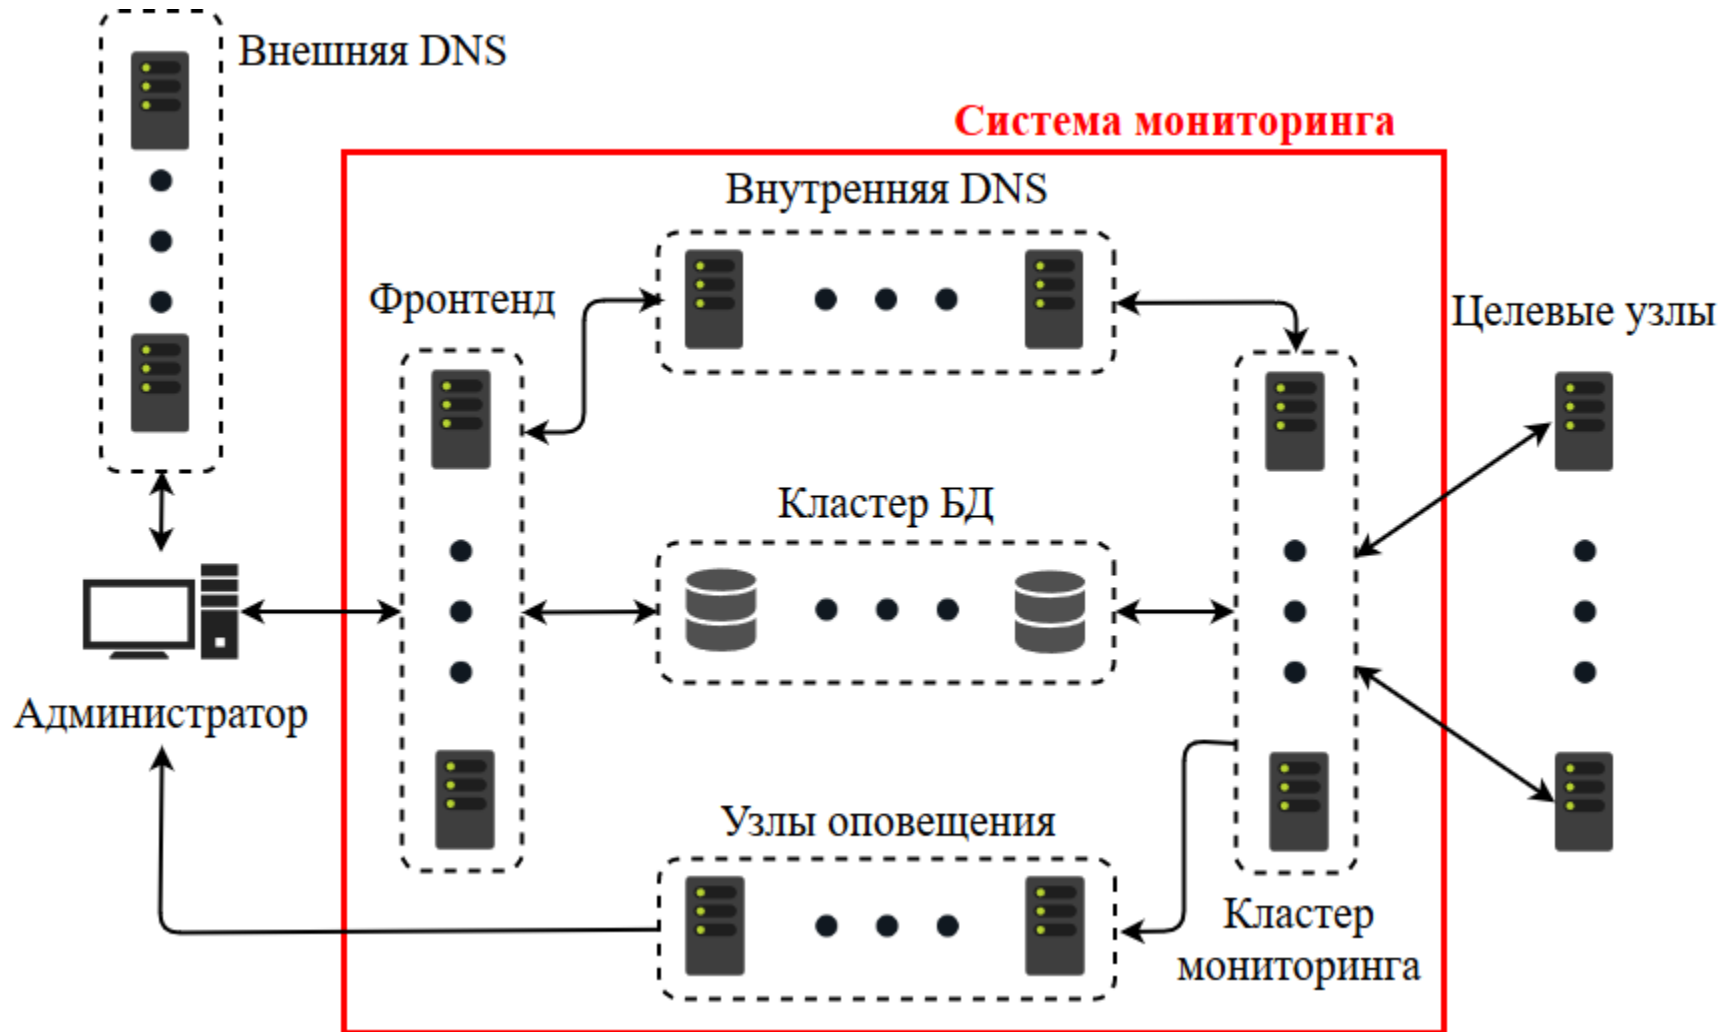 Внешняя DNS
Система мониторинга
Внутренняя DNS
Фронтенд
Целевые узлы
Кластер БД
Администратор
Узлы оповещения
Кластер
мониторинга